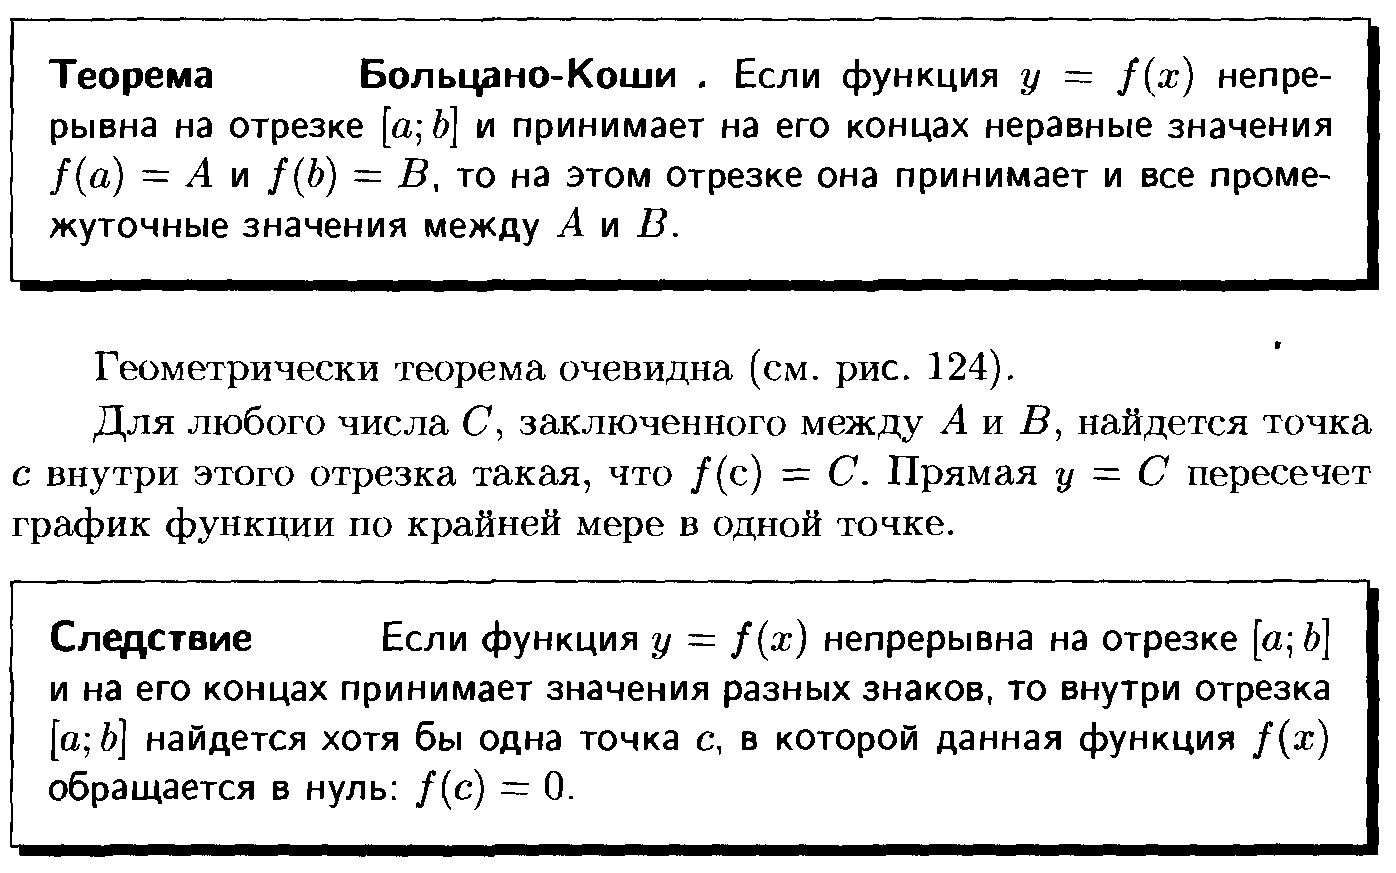 Теорема Больцано-Коши . Если функция y = f(x) непре-
рывна на отрезке [a; b] и принимает на его концах неравные значения
f(a) = A и f(b) = B, то на этом отрезке она принимает и все проме-
жуточные значения между A и B.
Геометрически теорема очевидна (см. рис. 124).
Для любого числа C, заключенного между A и B, найдется точка
c внутри этого отрезка такая, что f(c) = C. Прямая y = C пересечет
график функции по крайней мере в одной точке.
Следствие Если функция y = f(x) непрерывна на отрезке [a; b]
и на его концах принимает значения разных знаков, то внутри отрезка
[a; b] найдется хотя бы одна точка c, в которой данная функция f(x)
обращается в нуль: f(c) = 0.